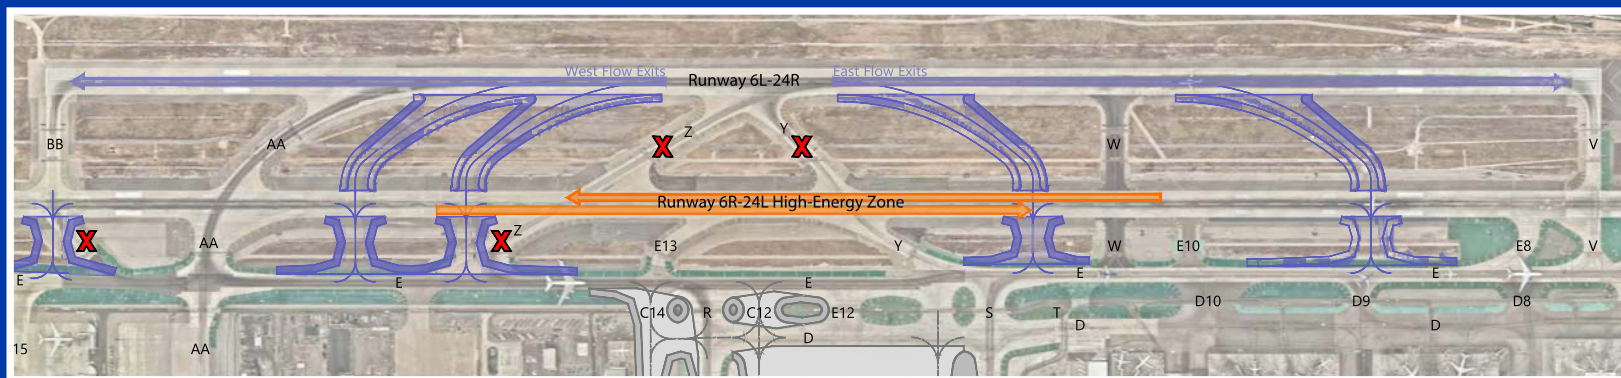 West Flow Exits
Runway 6L-24R
East Flow Exits
BB
AA
X
Z
Y
X
W
V
Runway 6R-24L High-Energy Zone
X
AA
X
Z
E13
Y
W
E10
E8
V
E
E
E
E
E
C14
R
C12
E12
S
T
D
D10
D9
D8
D
D
15
AA